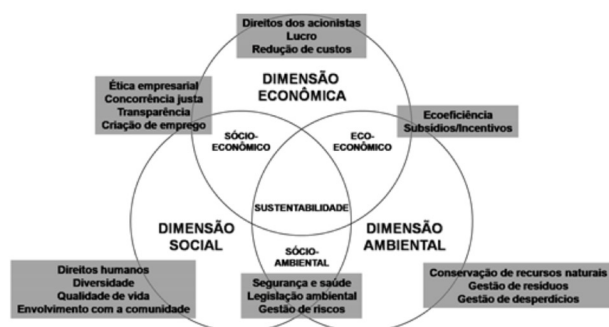 Direitos dos acionistas
Lucro
Redução de custos
DIMENSÃO
ECONÔMICA
Ética empresarial
Concorrência justa
Transparência
Criação de emprego
Ecoeficiência
Subsídios/Incentivos
SÓCIO-
ECONÔMICO
ECO-
ECONÔMICO
SUSTENTABILIDADE
DIMENSÃO
SOCIAL
DIMENSÃO
AMBIENTAL
SÓCIO-
AMBIENTAL
Direitos humanos
Diversidade
Qualidade de vida
Envolvimento com a comunidade
Segurança e saúde
Legislação ambiental
Gestão de riscos
Conservação de recursos naturais
Gestão de resíduos
Gestão de desperdícios